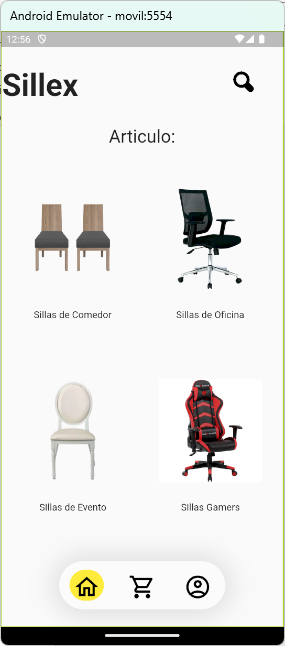 Android Emulator - movil:5554
12:56
Sillex
Articulo:
Sillas de Comedor
Sillas de Oficina
Sillas de Evento
Sillas Gamers